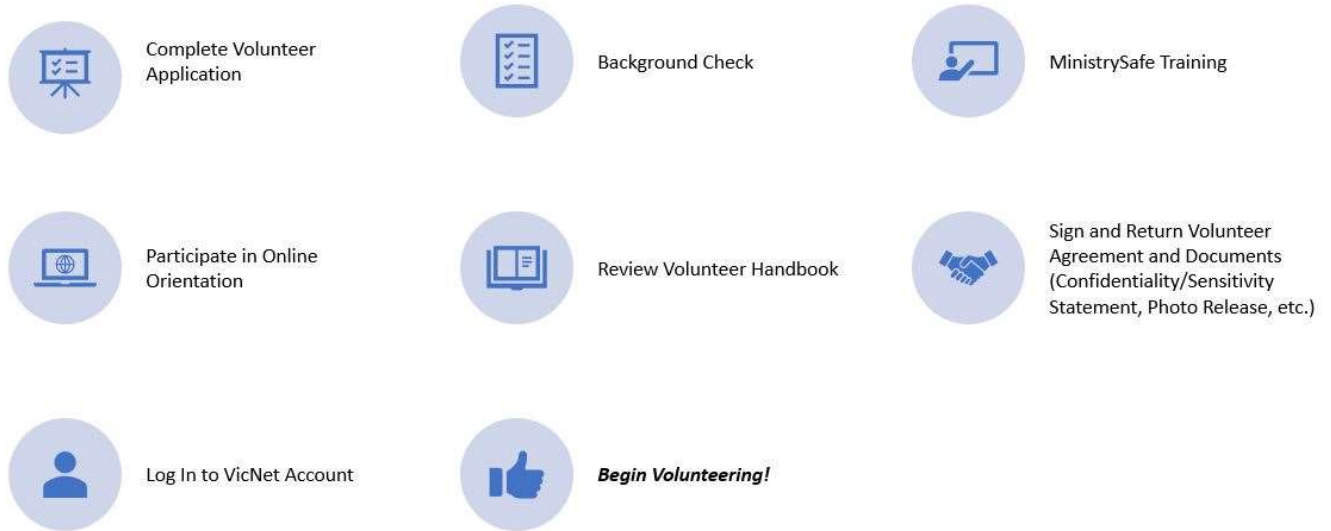 Complete Volunteer
Application
Background Check
MinistrySafe Training
Participate in Online
Orientation
Review Volunteer Handbook
Sign and Return Volunteer
Agreement and Documents
(Confidentiality/Sensitivity
Statement, Photo Release, etc.)
Log In to VicNet Account
Begin Volunteering!